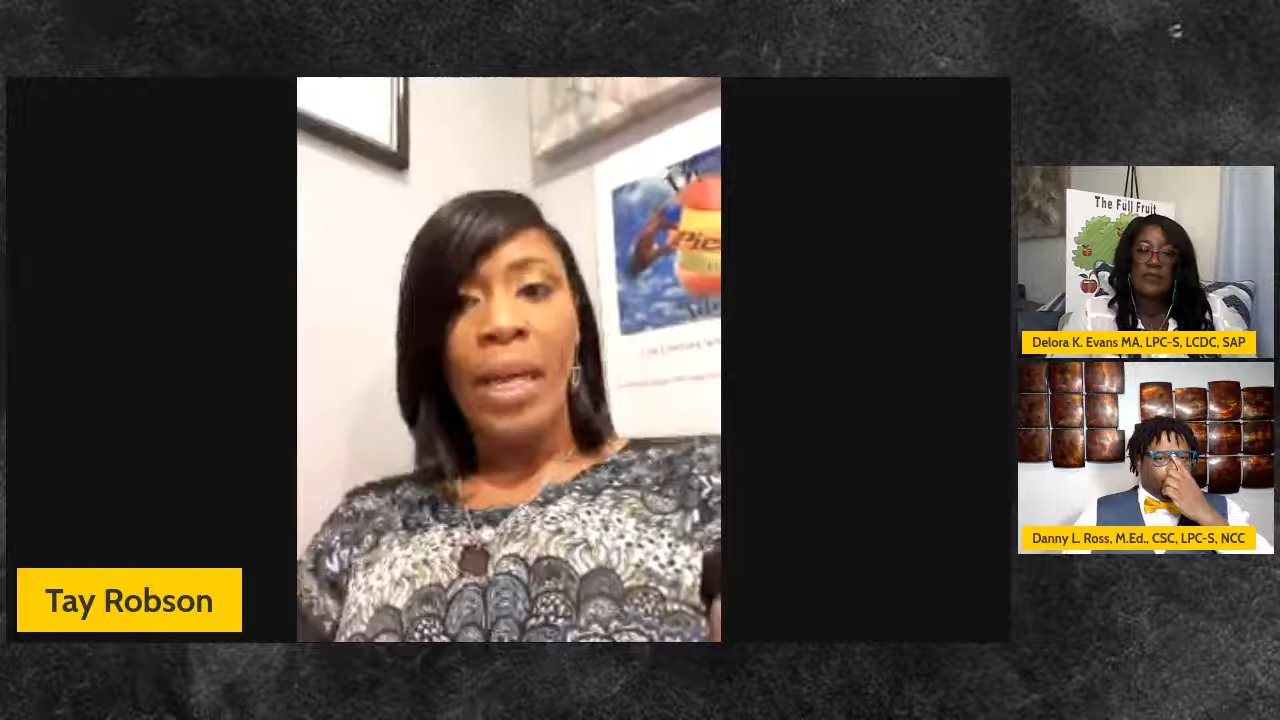 Tay Robson
The Full Fruit
Delora K. Evans MA, LPC-S, LCDC, SAP
Danny L. Ross, M.Ed., CSC, LPC-S, NCC